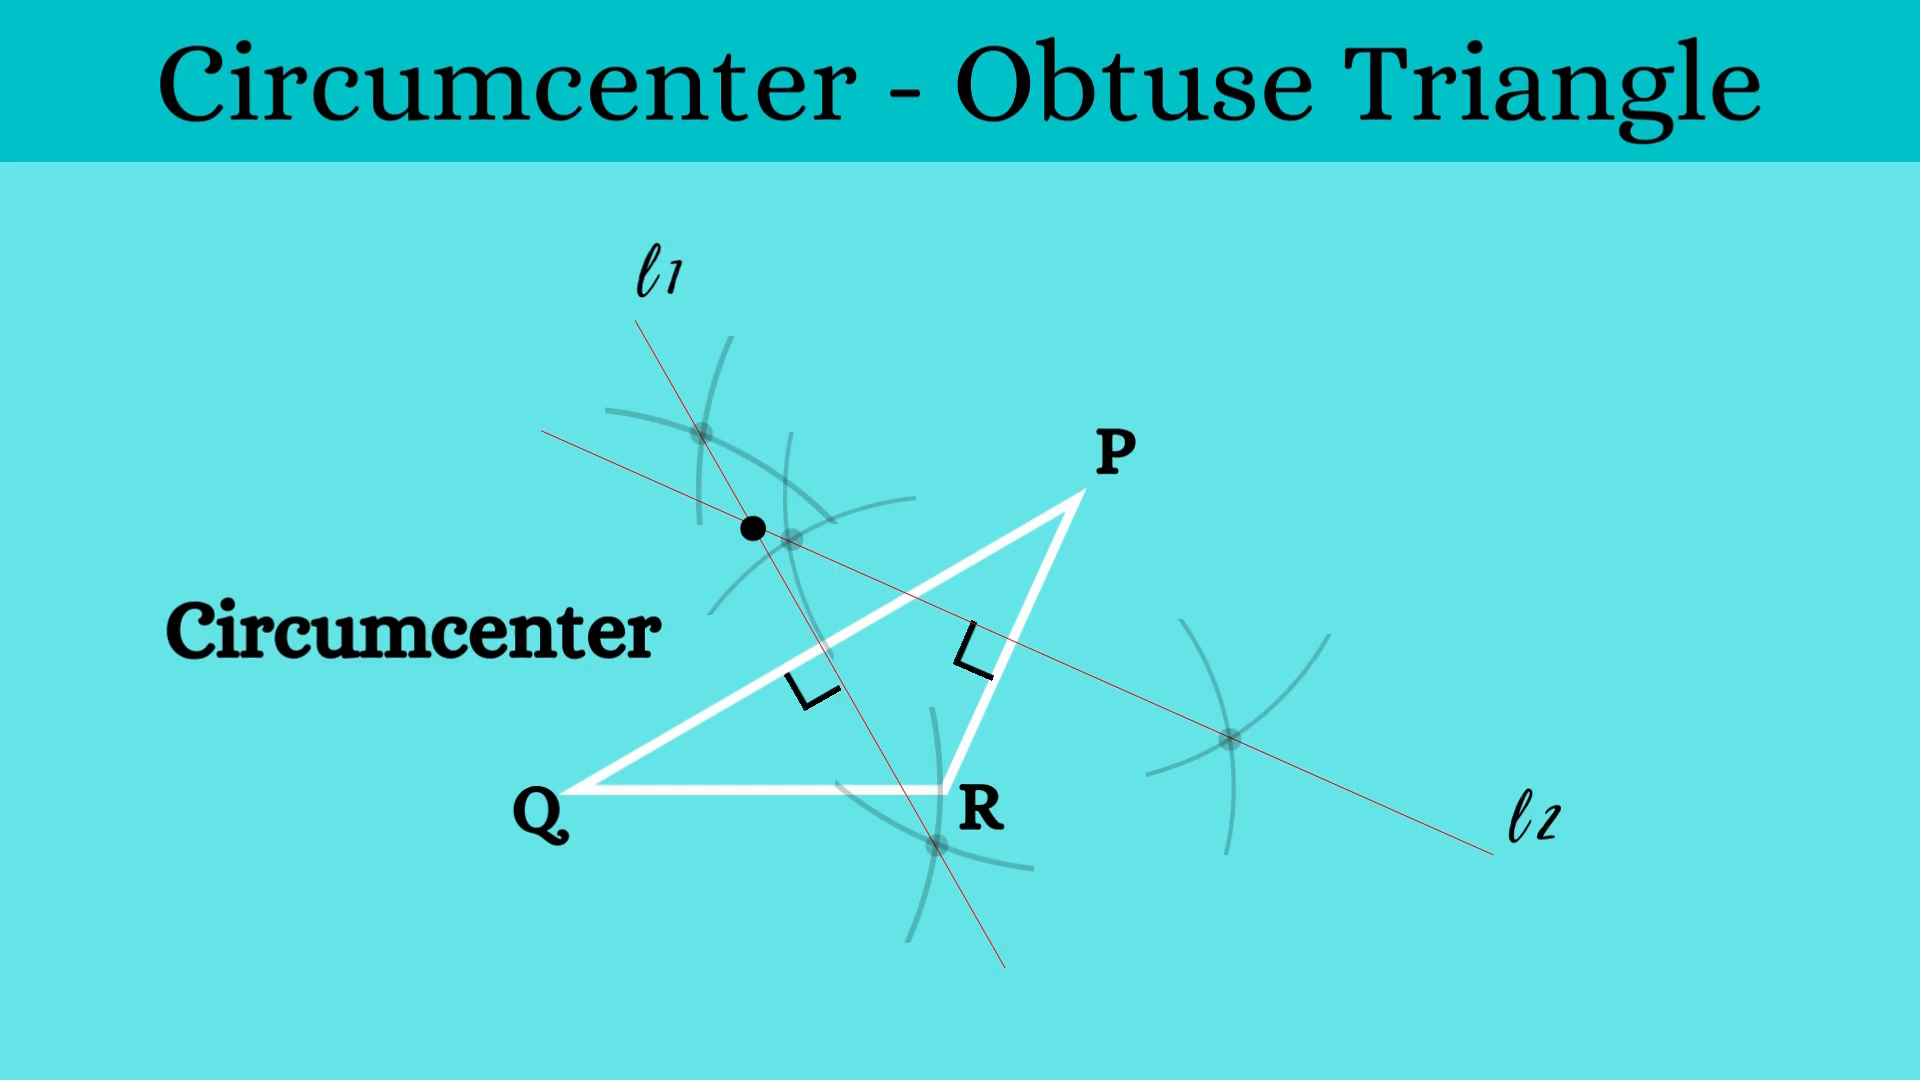 Circumcenter - Obtuse Triangle
l1
P
Circumcenter
Q
R
l2